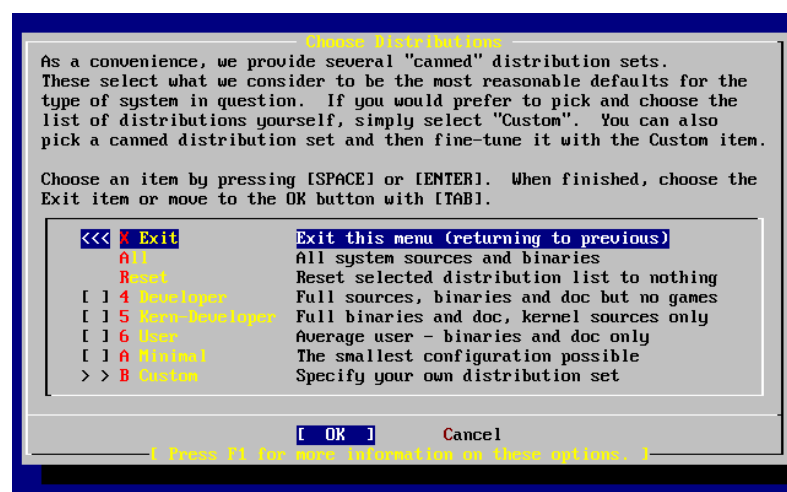 Choose Distributions
As a convenience, we provide several "canned" distribution sets.
These select what we consider to be the most reasonable defaults for the
type of system in question.  If you would prefer to pick and choose the
list of distributions yourself, simply select "Custom".  You can also
pick a canned distribution set and then fine-tune it with the Custom item.
Choose an item by pressing [SPACE] or [ENTER].  When finished, choose the
Exit item or move to the OK button with [TAB].
<<< X Exit Exit this menu (returning to previous)
All All system sources and binaries
Reset Reset selected distribution list to nothing
[ ] 4 Developer Full sources, binaries and doc but no games
[ ] 5 Kern-Developer Full binaries and doc, kernel sources only
[ ] 6 User Average user - binaries and doc only
[ ] A Minimal The smallest configuration possible
> > B Custom Specify your own distribution set
[ OK ] Cancel
[ Press F1 for more information on these options. ]